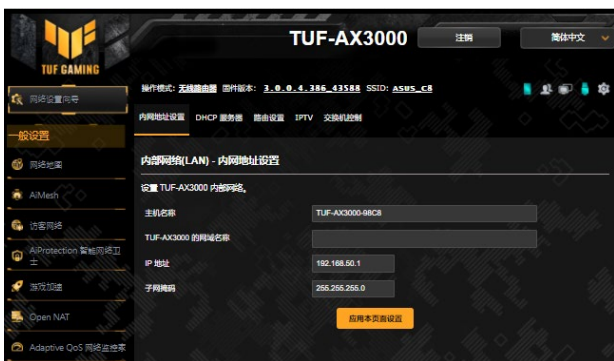 TUF-AX3000
注销
简体中文
TUF GAMING
操作模式: 无线路由器 固件版本: 3.0.0.4.386_43588 SSID: ASUS_C8
网络设置向导
内网地址设置 DHCP 服务器 路由设置 IPTV 交换机控制
一般设置
网络地图
AiMesh
访客网络
AiProtection 智能网络卫士
游戏加速
Open NAT
Adaptive QoS 网络监控家
内部网络(LAN) - 内网地址设置
设置 TUF-AX3000 内部网络。
主机名称 TUF-AX3000-98C8
TUF-AX3000 的网域名称
IP 地址 192.168.50.1
子网掩码 255.255.255.0
应用本页面设置